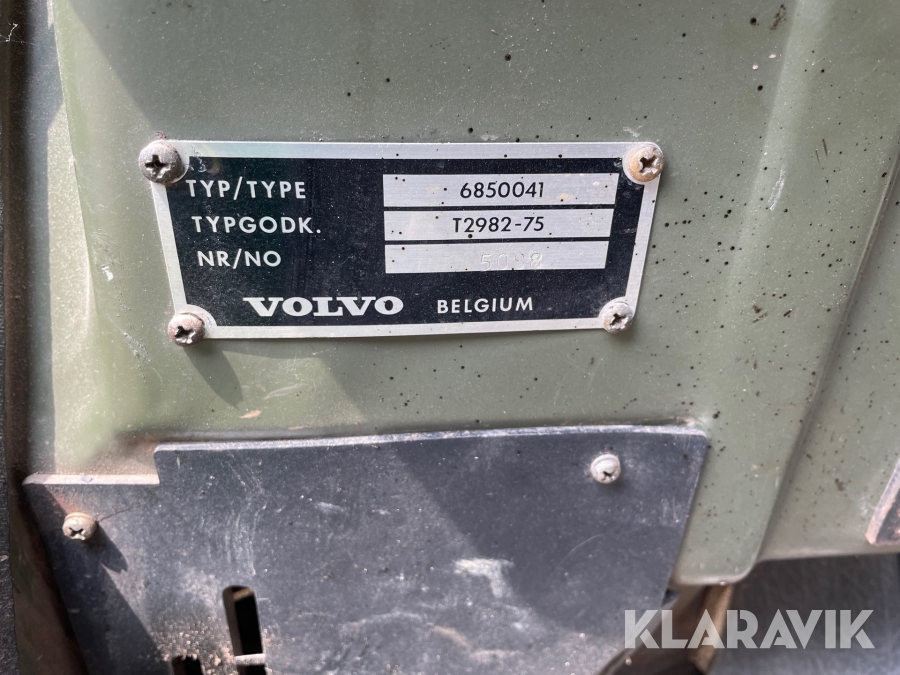 TYP/TYPE 6850041
TYPGODK. T2982-75
NR/NO
VOLVO BELGIUM
KLARAVIK